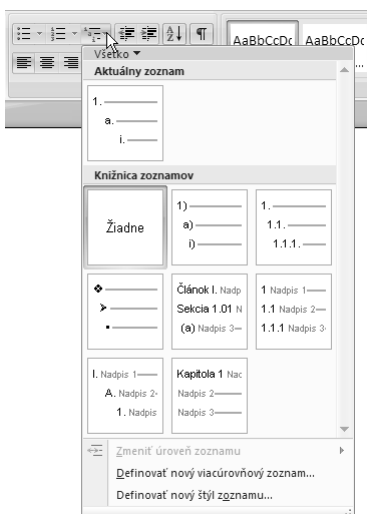 AaBbCcDc AaBbCcDc
Všetko
...
Aktuálny zoznam
1.
a.
i.
Knižnica zoznamov
Žiadne
1)
a)
i)
1.
1.1.
1.1.1.
Článok I. Nadp
Sekcia 1.01 N
(a) Nadpis 3
1 Nadpis 1
1.1 Nadpis 2
1.1.1 Nadpis 3
I. Nadpis 1
A. Nadpis 2
1. Nadpis
Kapitola 1 Nac
Nadpis 2
Nadpis 3
Zmeniť úroveň zoznamu
Definovať nový viacúrovňový zoznam...
Definovať nový štýl zoznamu...